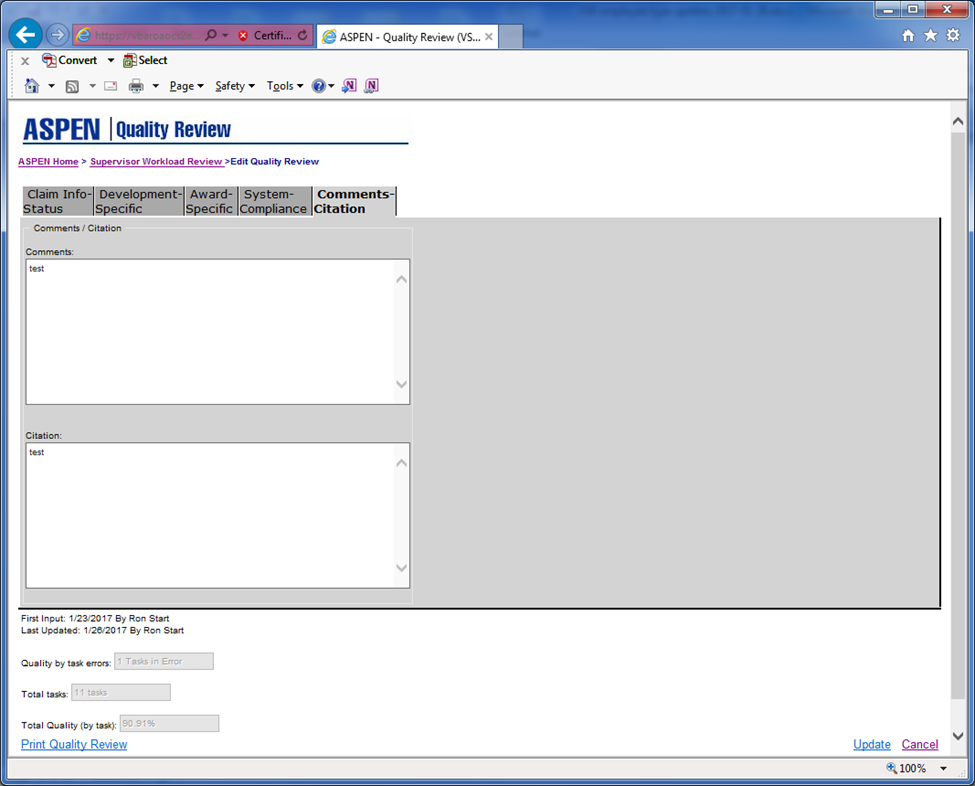 https://vbaroaocs2a...
Certifi...
ASPEN - Quality Review (VS...
Convert
Select
Page
Safety
Tools
ASPEN Quality Review
ASPEN Home > Supervisor Workload Review >Edit Quality Review
Claim Info-Status
Development-Specific
Award-Specific
System-Compliance
Comments-Citation
Comments / Citation
Comments:
test
Citation:
test
First Input: 1/23/2017 By Ron Start
Last Updated: 1/26/2017 By Ron Start
Quality by task errors: 1 Tasks in Error
Total tasks: 11 tasks
Total Quality (by task): 90.91%
Print Quality Review
Update Cancel
100%